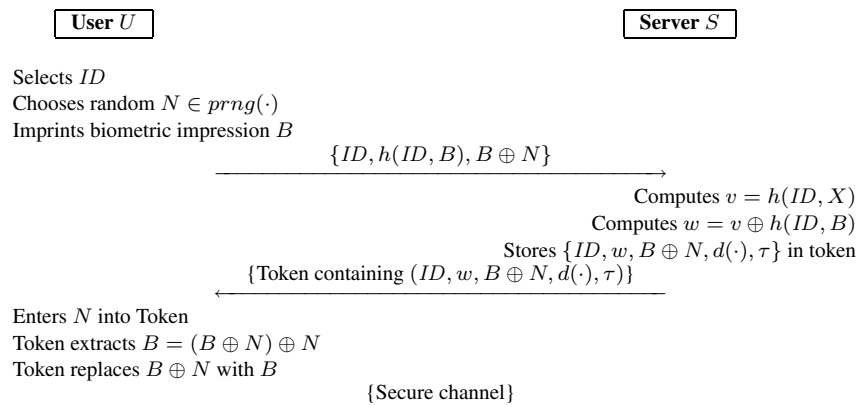 User U Server S
Selects ID
Chooses random N ∈ prng(·)
Imprints biometric impression B
{ID, h(ID, B), B ⊕ N}
Computes v = h(ID, X)
Computes w = v ⊕ h(ID, B)
Stores {ID, w, B ⊕ N, d(·), τ} in token
{Token containing (ID, w, B ⊕ N, d(·), τ)}
Enters N into Token
Token extracts B = (B ⊕ N) ⊕ N
Token replaces B ⊕ N with B
{Secure channel}